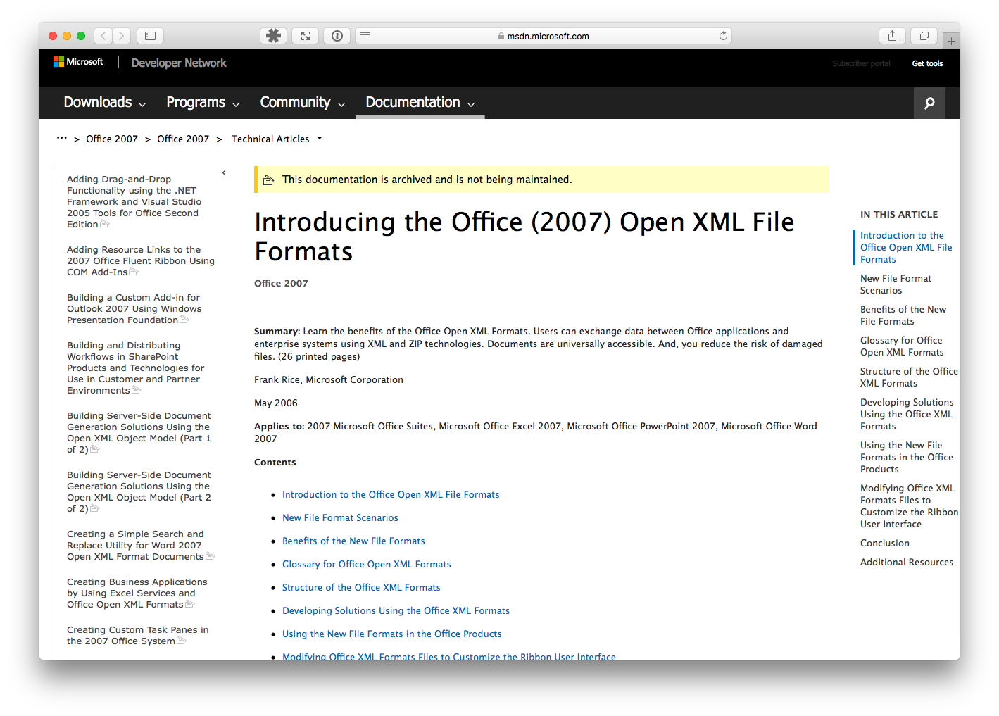 msdn.microsoft.com
Microsoft Developer Network
Subscriber portal Get tools
Downloads Programs Community Documentation
... > Office 2007 > Office 2007 > Technical Articles
Adding Drag-and-Drop
Functionality using the .NET
Framework and Visual Studio
2005 Tools for Office Second
Edition
Adding Resource Links to the
2007 Office Fluent Ribbon Using
COM Add-Ins
Building a Custom Add-in for
Outlook 2007 Using Windows
Presentation Foundation
Building and Distributing
Workflows in SharePoint
Products and Technologies for
Use in Customer and Partner
Environments
Building Server-Side Document
Generation Solutions Using the
Open XML Object Model (Part 1
of 2)
Building Server-Side Document
Generation Solutions Using the
Open XML Object Model (Part 2
of 2)
Creating a Simple Search and
Replace Utility for Word 2007
Open XML Format Documents
Creating Business Applications
by Using Excel Services and
Office Open XML Formats
Creating Custom Task Panes in
the 2007 Office System
This documentation is archived and is not being maintained.
Introducing the Office (2007) Open XML File
Formats
Office 2007
Summary: Learn the benefits of the Office Open XML Formats. Users can exchange data between Office applications and
enterprise systems using XML and ZIP technologies. Documents are universally accessible. And, you reduce the risk of damaged
files. (26 printed pages)
Frank Rice, Microsoft Corporation
May 2006
Applies to: 2007 Microsoft Office Suites, Microsoft Office Excel 2007, Microsoft Office PowerPoint 2007, Microsoft Office Word
2007
Contents
• Introduction to the Office Open XML File Formats
• New File Format Scenarios
• Benefits of the New File Formats
• Glossary for Office Open XML Formats
• Structure of the Office XML Formats
• Developing Solutions Using the Office XML Formats
• Using the New File Formats in the Office Products
• Modifying Office XML Formats Files to Customize the Ribbon User Interface
IN THIS ARTICLE
Introduction to the
Office Open XML File
Formats
New File Format
Scenarios
Benefits of the New
File Formats
Glossary for Office
Open XML Formats
Structure of the Office
XML Formats
Developing Solutions
Using the Office XML
Formats
Using the New File
Formats in the Office
Products
Modifying Office XML
Formats Files to
Customize the Ribbon
User Interface
Conclusion
Additional Resources